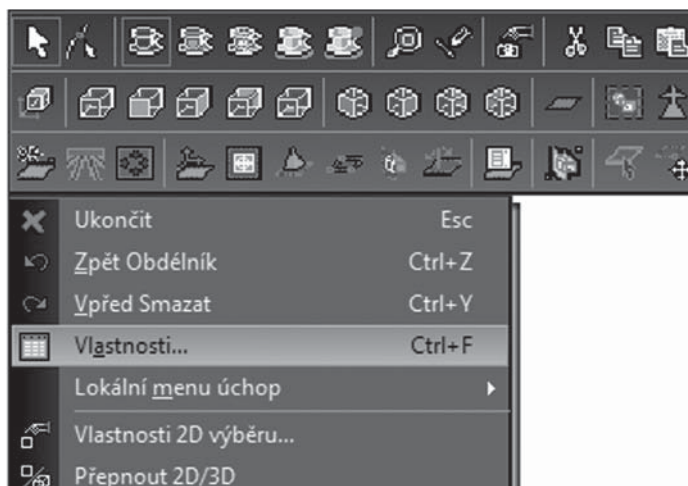 Ukončit Esc
Zpět Obdélník Ctrl+Z
Vpřed Smazat Ctrl+Y
Vlastnosti... Ctrl+F
Lokální menu úchop
Vlastnosti 2D výběru...
Přepnout 2D/3D